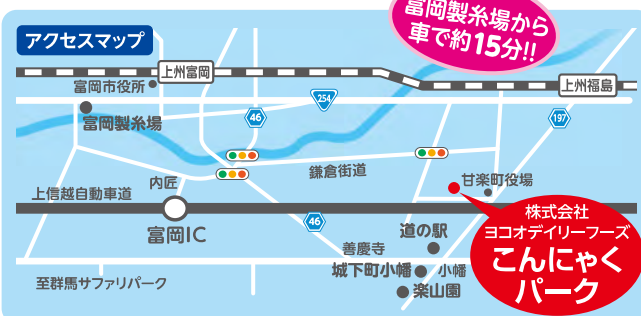 富岡製糸場から
車で約15分!!
アクセスマップ
上州富岡
富岡市役所
上州福島
富岡製糸場
254
46
197
内匠
鎌倉街道
甘楽町役場
上信越自動車道
富岡IC
46
株式会社
ヨコオデイリーフーズ
こんにゃく
パーク
道の駅
善慶寺
城下町小幡
小幡
至群馬サファリパーク
楽山園